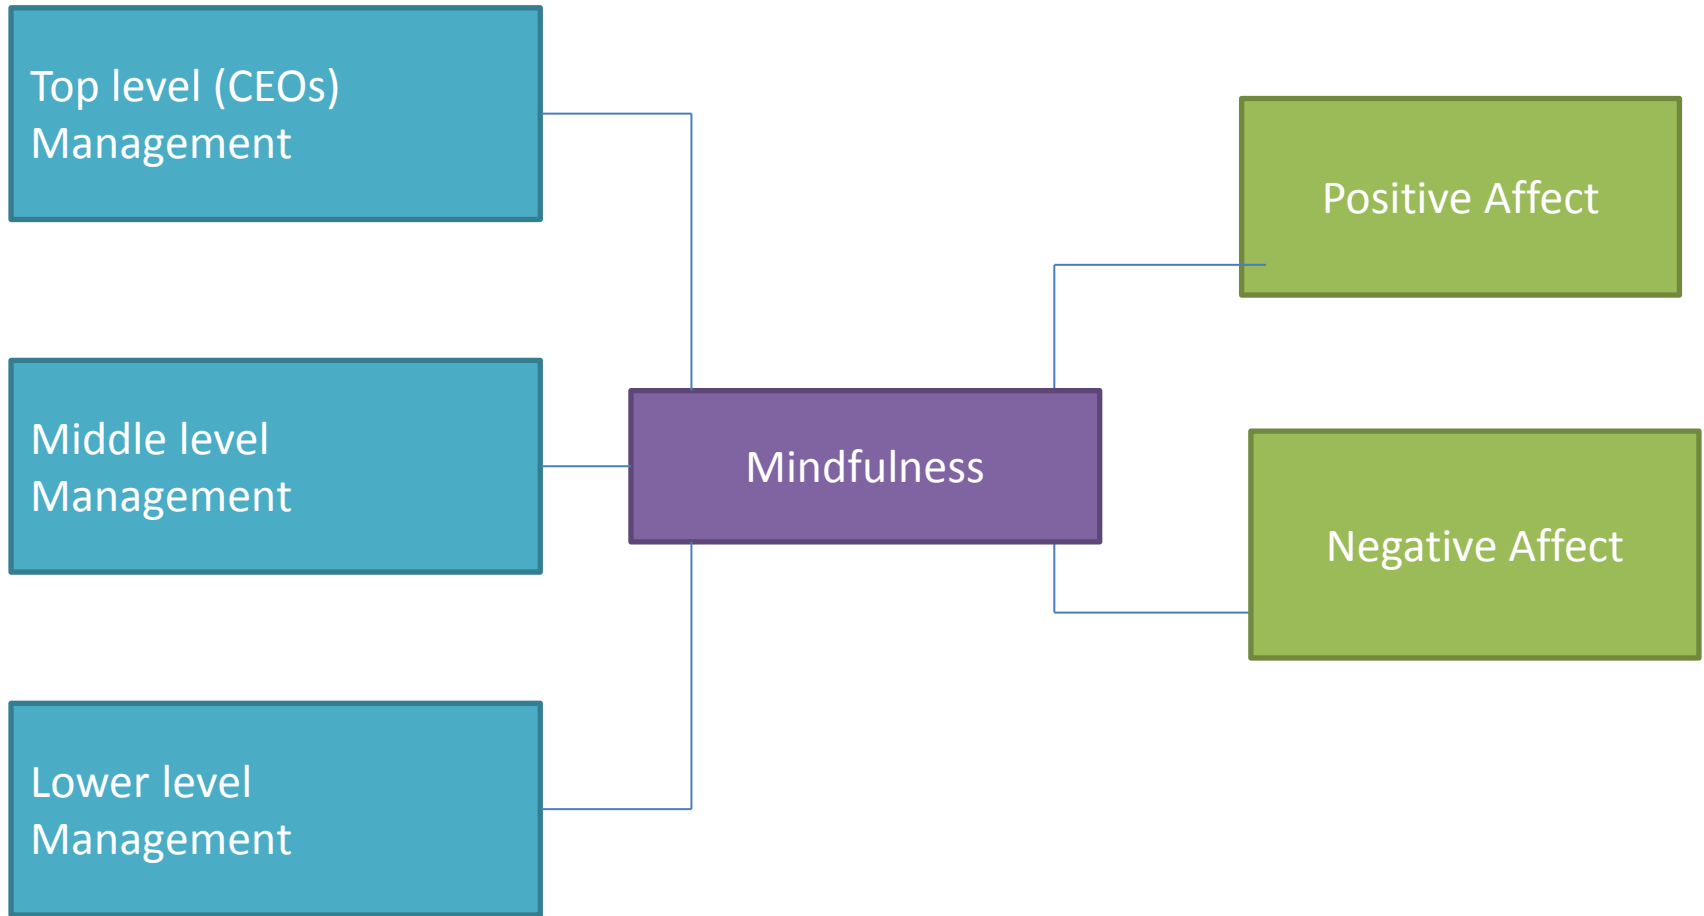 Top level (CEOs)
Management
Middle level
Management
Lower level
Management
Mindfulness
Positive Affect
Negative Affect